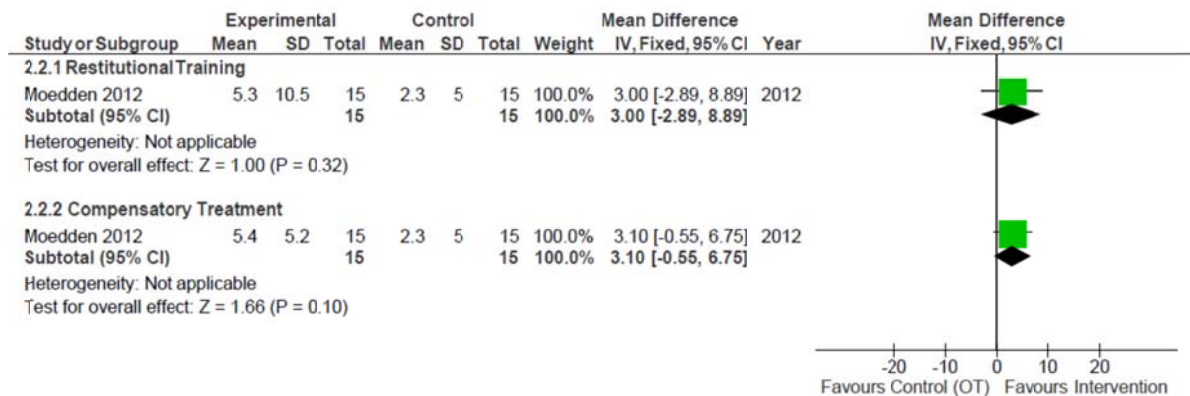 Experimental Control Mean Difference Mean Difference
Study or Subgroup Mean SD Total Mean SD Total Weight IV, Fixed, 95% CI Year IV, Fixed, 95% CI
2.2.1 Restitutional Training
Moedden 2012 5.3 10.5 15 2.3 5 15 100.0% 3.00 [-2.89, 8.89] 2012
Subtotal (95% CI) 15 15 100.0% 3.00 [-2.89, 8.89]
Heterogeneity: Not applicable
Test for overall effect: Z = 1.00 (P = 0.32)
2.2.2 Compensatory Treatment
Moedden 2012 5.4 5.2 15 2.3 5 15 100.0% 3.10 [-0.55, 6.75] 2012
Subtotal (95% CI) 15 15 100.0% 3.10 [-0.55, 6.75]
Heterogeneity: Not applicable
Test for overall effect: Z = 1.66 (P = 0.10)
-20 -10 0 10 20
Favours Control (OT) Favours Intervention